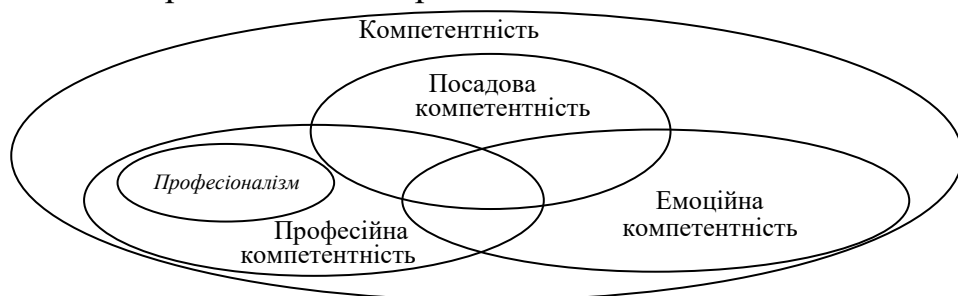 Компетентність
Посадова
компетентність
Професіоналізм
Професійна
компетентність
Емоційна
компетентність